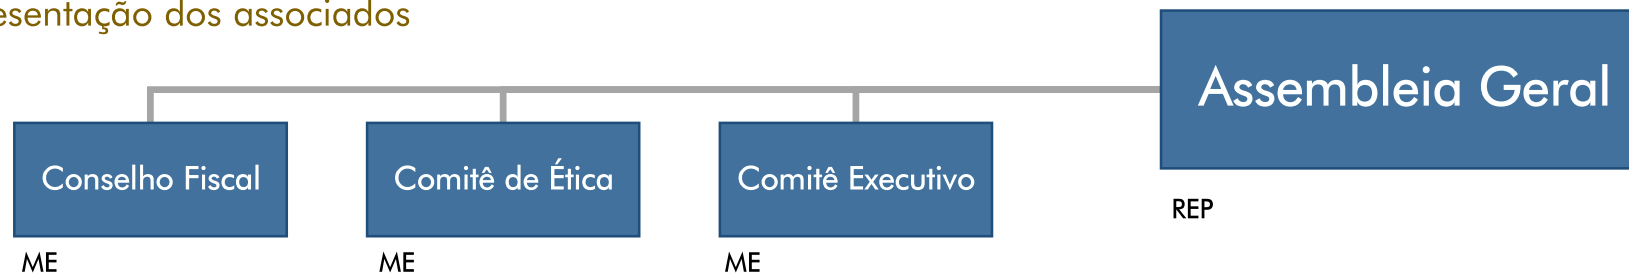 esentação dos associados
Assembleia Geral
Conselho Fiscal
Comitê de Ética
Comitê Executivo
REP
ME
ME
ME